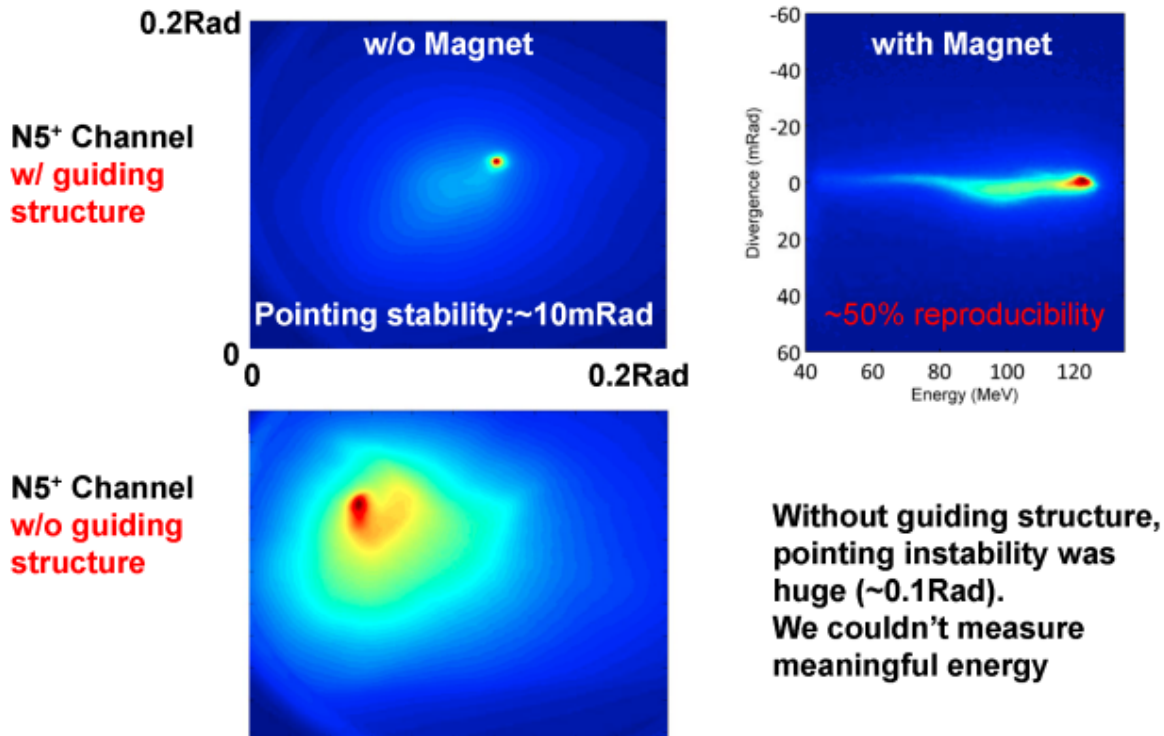 0.2Rad
w/o Magnet
with Magnet
N5⁺ Channel
w/ guiding
structure
Pointing stability:~10mRad
0
0
0.2Rad
-60
-40
-20
0
20
40
60
Divergence (mRad)
~50% reproducibility
40 60 80 100 120
Energy (MeV)
N5⁺ Channel
w/o guiding
structure
Without guiding structure,
pointing instability was
huge (~0.1Rad).
We couldn't measure
meaningful energy